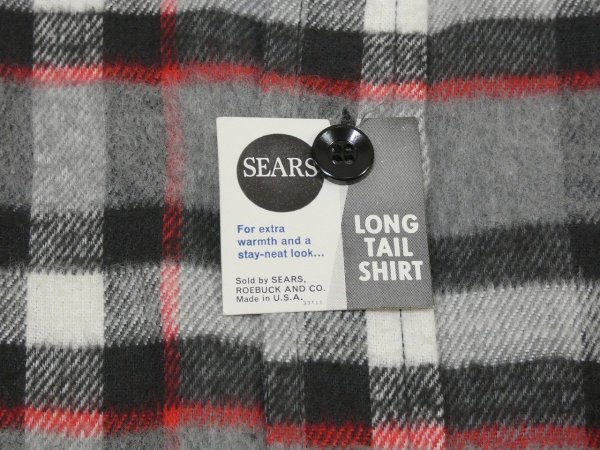 SEARS
For extra
warmth and a
stay-neat look...
Sold by SEARS,
ROEBUCK AND CO.
Made in U.S.A.
LONG
TAIL
SHIRT